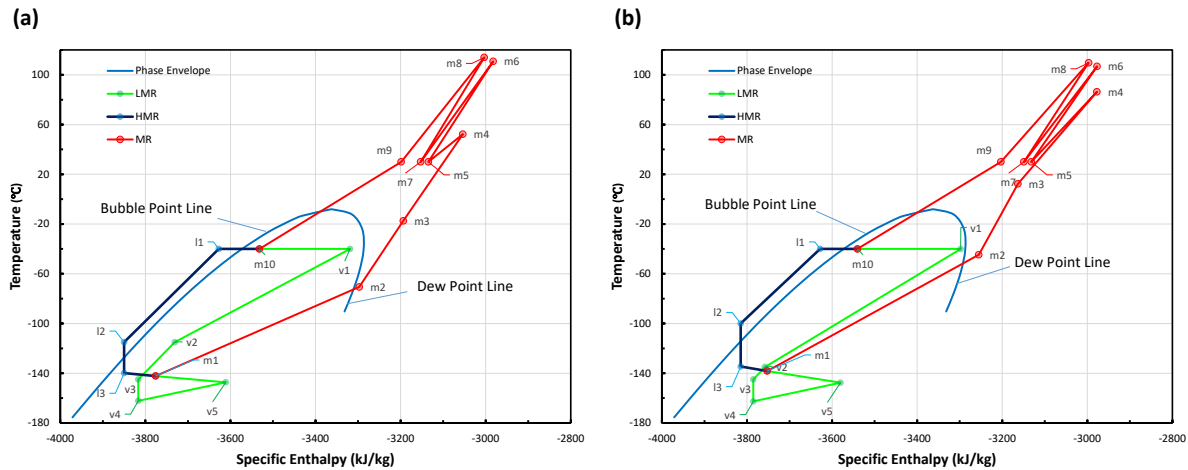 (a)
Temperature (℃)
100
60
20
-20
-60
-100
-140
-180
-4000
-3800
-3600
-3400
-3200
-3000
-2800
Specific Enthalpy (kJ/kg)
Phase Envelope
LMR
HMR
MR
Bubble Point Line
Dew Point Line
m8
m6
m4
m9
m7
m5
m3
l1
m10
v1
m2
l2
v2
m1
l3
v3
v4
v5
(b)
Temperature (℃)
100
60
20
-20
-60
-100
-140
-180
-4000
-3800
-3600
-3400
-3200
-3000
-2800
Specific Enthalpy (kJ/kg)
Phase Envelope
LMR
HMR
MR
Bubble Point Line
Dew Point Line
m8
m6
m4
m9
m7
m5
m3
v1
l1
m10
m2
l2
m1
v2
l3
v3
v4
v5